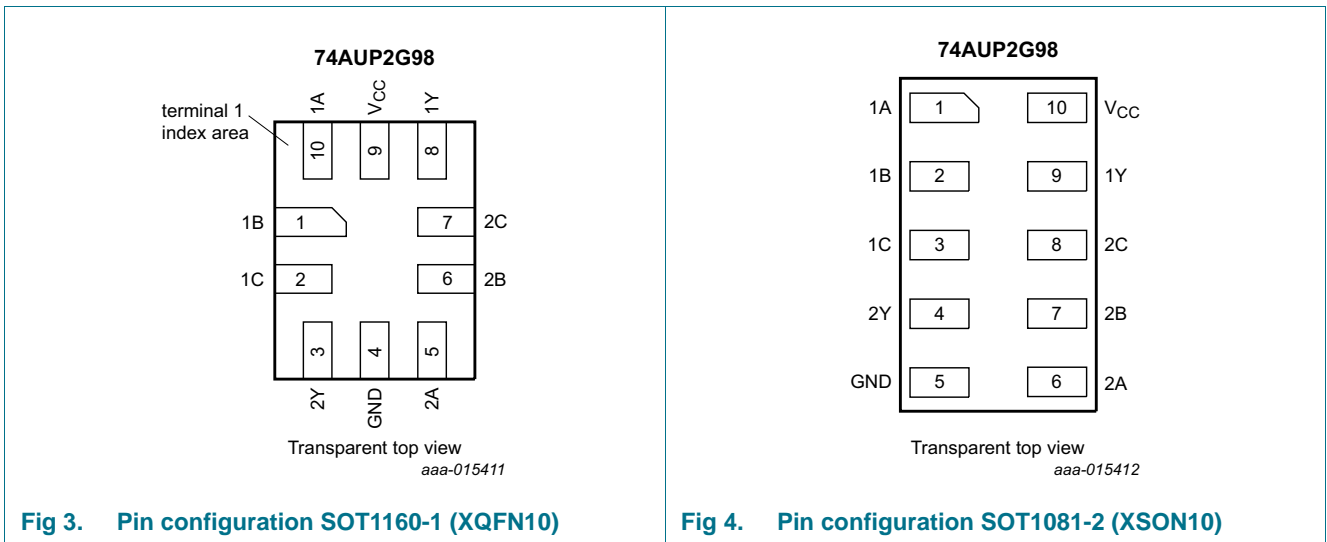 74AUP2G98
terminal 1
index area
1A VCC 1Y
10 9 8
1B 1 7 2C
1C 2 6 2B
3 4 5
2Y GND 2A
Transparent top view
aaa-015411
Fig 3. Pin configuration SOT1160-1 (XQFN10)
74AUP2G98
1A 1 10 VCC
1B 2 9 1Y
1C 3 8 2C
2Y 4 7 2B
GND 5 6 2A
Transparent top view
aaa-015412
Fig 4. Pin configuration SOT1081-2 (XSON10)